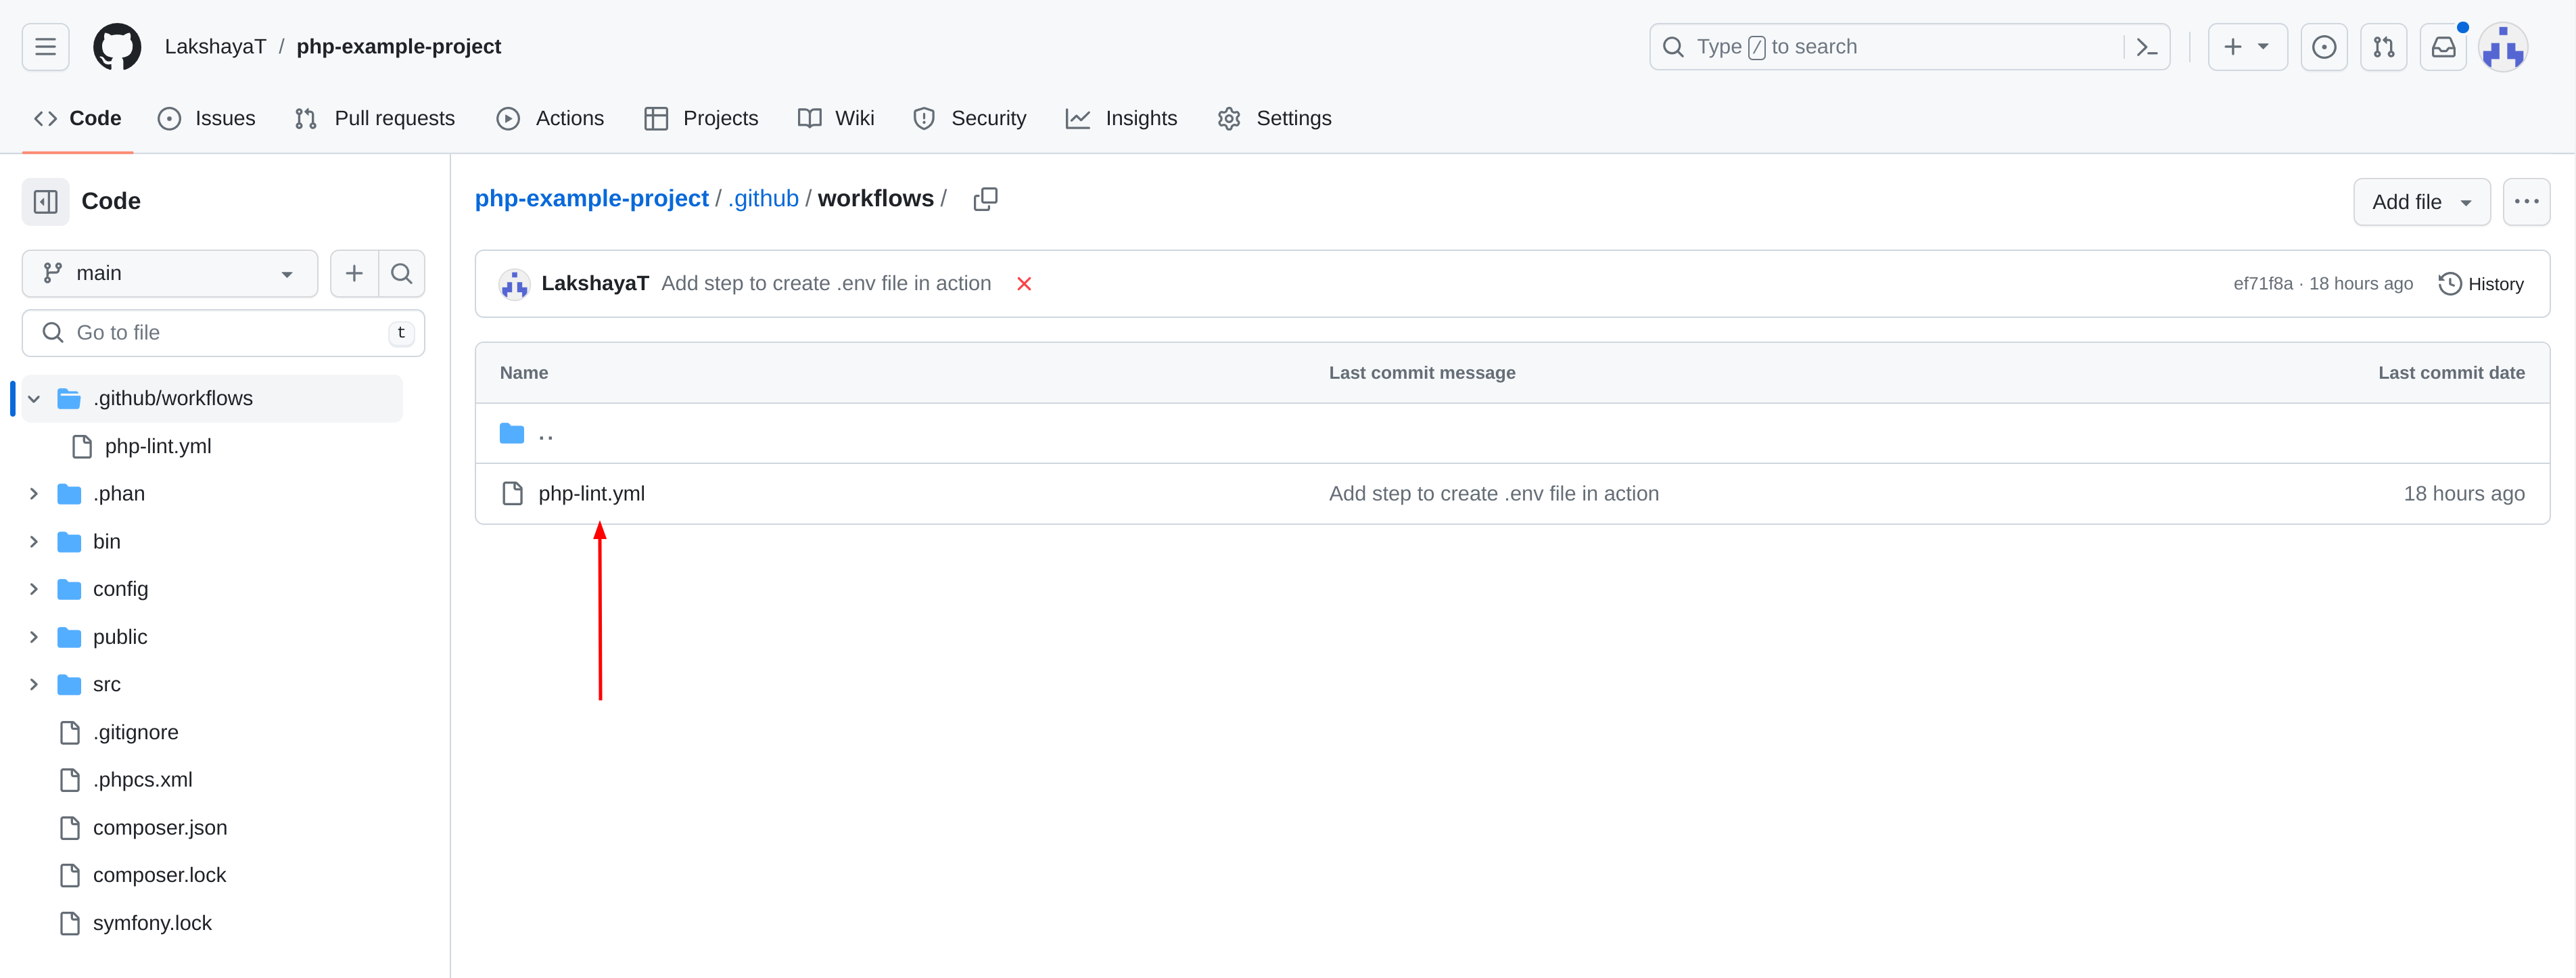 LakshayaT / php-example-project
Type / to search
Code
Issues
Pull requests
Actions
Projects
Wiki
Security
Insights
Settings
Code
main
Go to file
t
.github/workflows
php-lint.yml
.phan
bin
config
public
src
.gitignore
.phpcs.xml
composer.json
composer.lock
symfony.lock
php-example-project / .github / workflows /
Add file
LakshayaT Add step to create .env file in action
ef71f8a · 18 hours ago
History
Name Last commit message Last commit date
..
php-lint.yml Add step to create .env file in action 18 hours ago